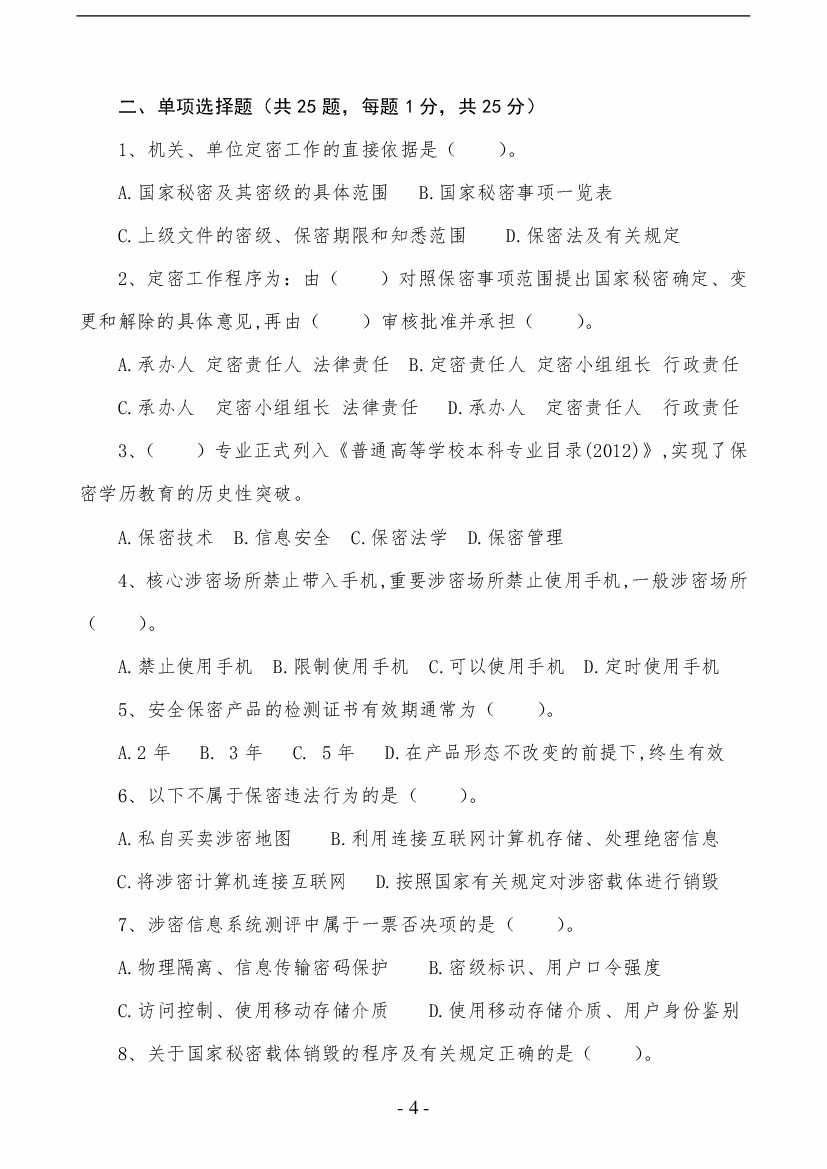 二、单项选择题（共 25 题，每题 1 分，共 25 分）
1、机关、单位定密工作的直接依据是（　　）。
A.国家秘密及其密级的具体范围　B.国家秘密事项一览表
C.上级文件的密级、保密期限和知悉范围　　D.保密法及有关规定
2、定密工作程序为：由（　　）对照保密事项范围提出国家秘密确定、变
更和解除的具体意见,再由（　　）审核批准并承担（　　）。
A.承办人 定密责任人 法律责任　B.定密责任人 定密小组组长 行政责任
C.承办人　定密小组组长 法律责任　D.承办人　定密责任人　行政责任
3、（　　）专业正式列入《普通高等学校本科专业目录(2012)》,实现了保
密学历教育的历史性突破。
A.保密技术　B.信息安全　C.保密法学　D.保密管理
4、核心涉密场所禁止带入手机,重要涉密场所禁止使用手机,一般涉密场所
（　　）。
A.禁止使用手机　B.限制使用手机　C.可以使用手机　D.定时使用手机
5、安全保密产品的检测证书有效期通常为（　　）。
A.2 年　B. 3 年　C. 5 年　D.在产品形态不改变的前提下,终生有效
6、以下不属于保密违法行为的是（　　）。
A.私自买卖涉密地图　　B.利用连接互联网计算机存储、处理绝密信息
C.将涉密计算机连接互联网　D.按照国家有关规定对涉密载体进行销毁
7、涉密信息系统测评中属于一票否决项的是（　　）。
A.物理隔离、信息传输密码保护　　B.密级标识、用户口令强度
C.访问控制、使用移动存储介质　　D.使用移动存储介质、用户身份鉴别
8、关于国家秘密载体销毁的程序及有关规定正确的是（　　）。
- 4 -